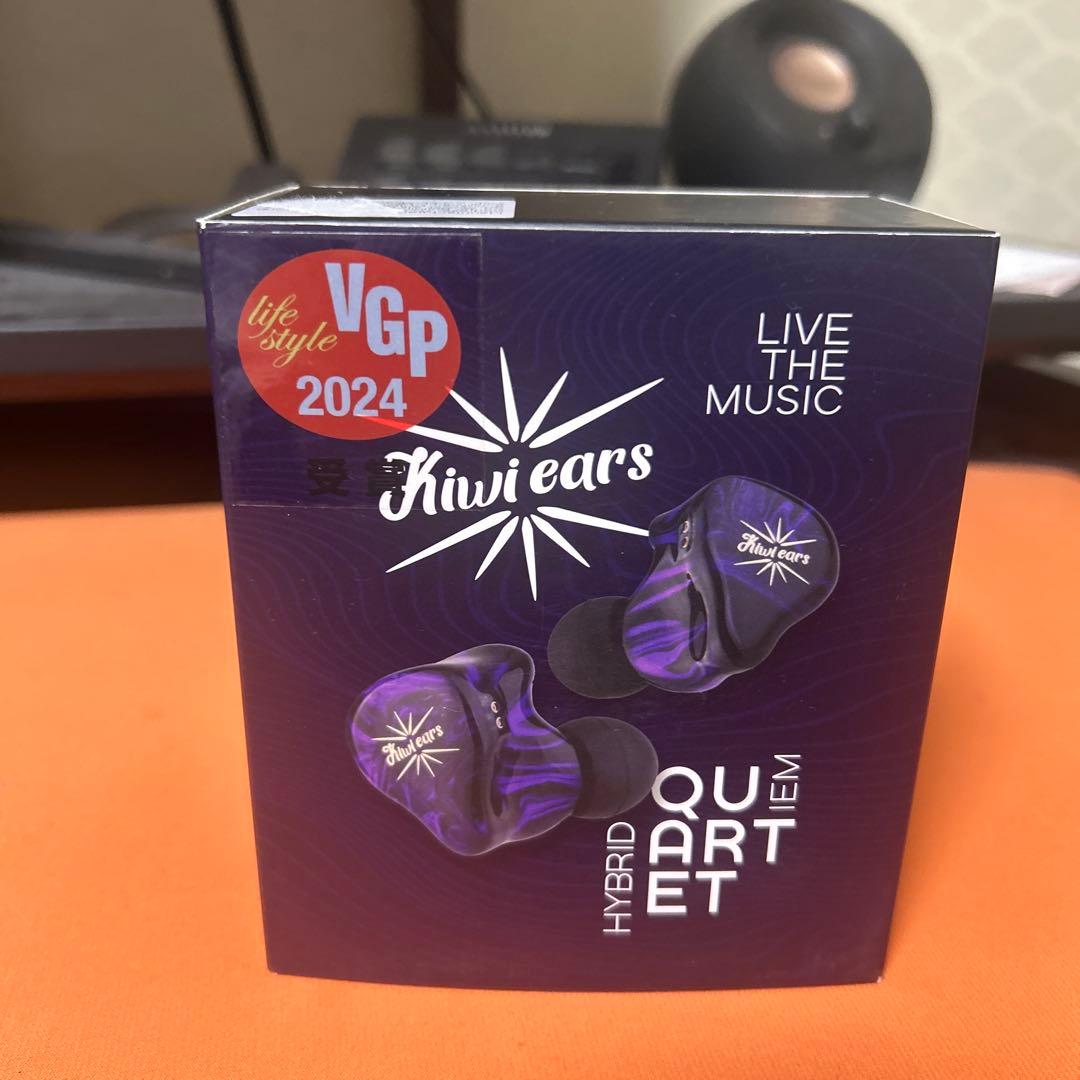 life
style
VGP
2024
受賞
LIVE
THE
MUSIC
Kiwi ears
Kiwi ears
Kiwi ears
HYBRID
QU
ART
ET
IEM